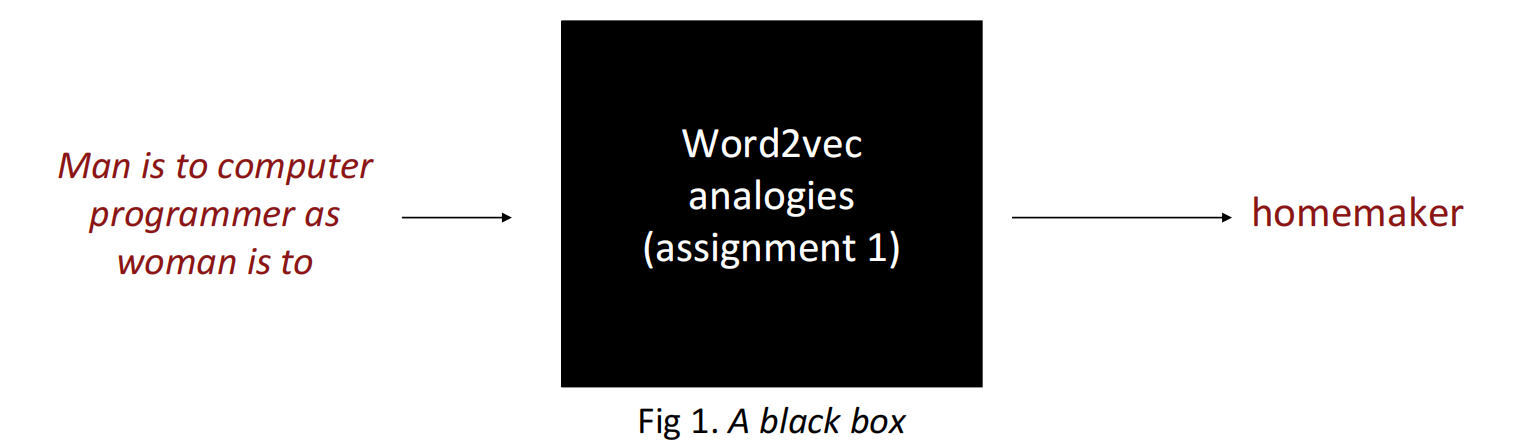 Man is to computer
programmer as
woman is to
Word2vec
analogies
(assignment 1)
homemaker
Fig 1. A black box